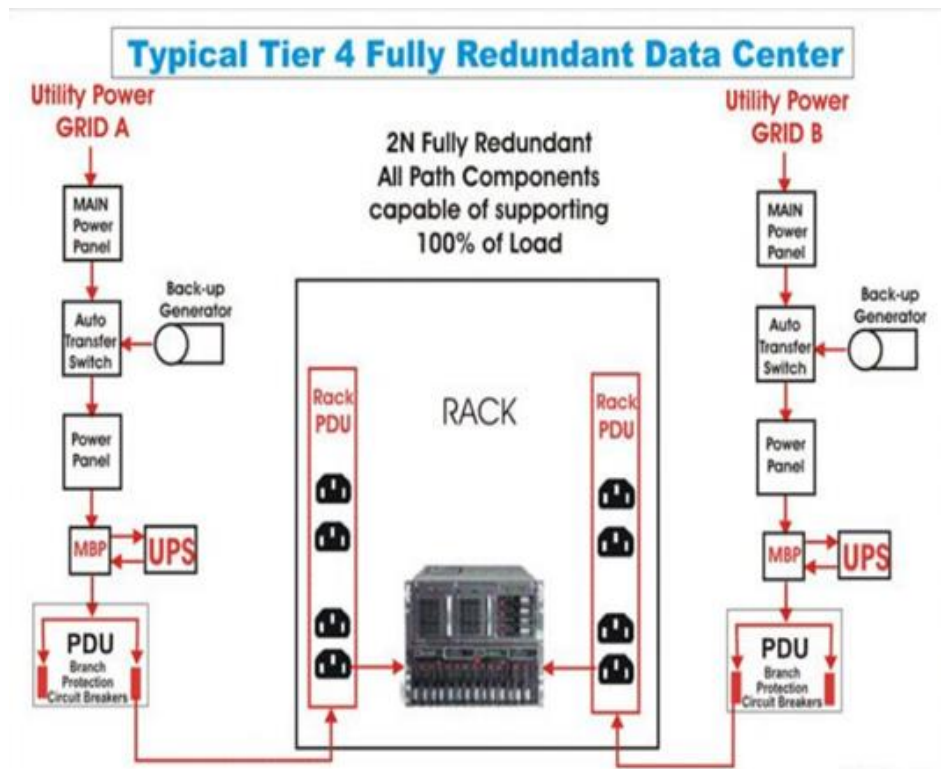 Typical Tier 4 Fully Redundant Data Center
Utility Power
GRID A
MAIN
Power
Panel
Auto
Transfer
Switch
Back-up
Generator
Power
Panel
MBP
UPS
PDU
Branch
Protection
Circuit Breakers
2N Fully Redundant
All Path Components
capable of supporting
100% of Load
RACK
Rack
PDU
Rack
PDU
Utility Power
GRID B
MAIN
Power
Panel
Auto
Transfer
Switch
Back-up
Generator
Power
Panel
MBP
UPS
PDU
Branch
Protection
Circuit Breakers